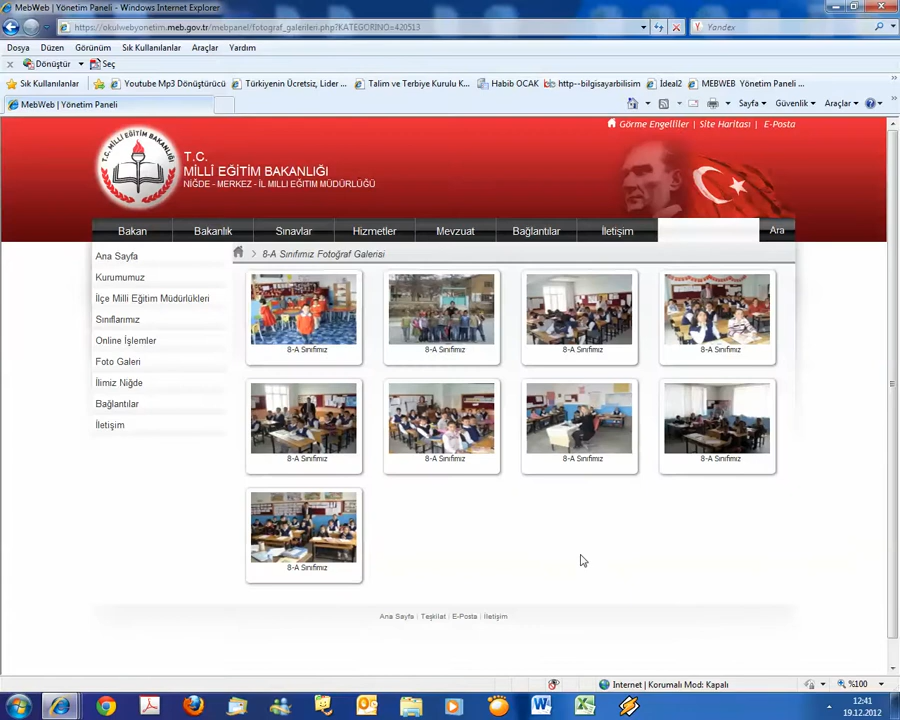 MebWeb | Yönetim Paneli - Windows Internet Explorer
https://okulwebyonetim.meb.gov.tr/mebpanel/fotograf_galerileri.php?KATEGORINO=420513
Yandex
Dosya Düzen Görünüm Sık Kullanılanlar Araçlar Yardım
x Dönüştür Seç
Sık Kullanılanlar Youtube Mp3 Dönüştürücü Türkiyenin Ücretsiz, Lider ... Talim ve Terbiye Kurulu K... Habib OCAK http--bilgisayarbilisim İdeal2 MEBWEB Yönetim Paneli ...
MebWeb | Yönetim Paneli
Sayfa Güvenlik Araçlar
Görme Engelliler | Site Haritası | E-Posta
T.C. MİLLÎ EĞİTİM BAKANLIĞI
T.C.
MİLLÎ EĞİTİM BAKANLIĞI
NİĞDE - MERKEZ - İL MİLLİ EĞİTİM MÜDÜRLÜĞÜ
Bakan Bakanlık Sınavlar Hizmetler Mevzuat Bağlantılar İletişim Ara
8-A Sınıfımız Fotoğraf Galerisi
Ana Sayfa
Kurumumuz
İlçe Milli Eğitim Müdürlükleri
Sınıflarımız
Online İşlemler
Foto Galeri
İlimiz Niğde
Bağlantılar
İletişim
8-A Sınıfımız 8-A Sınıfımız 8-A Sınıfımız 8-A Sınıfımız
8-A Sınıfımız 8-A Sınıfımız 8-A Sınıfımız 8-A Sınıfımız
8-A Sınıfımız
Ana Sayfa | Teşkilat | E-Posta | İletişim
Internet | Korumalı Mod: Kapalı %100
12:41
19.12.2012